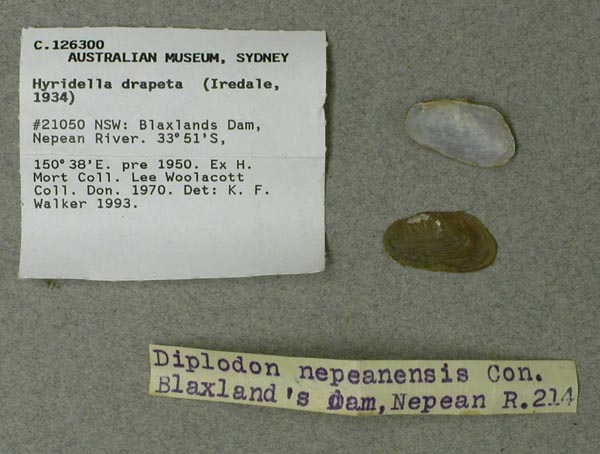 C.126300
AUSTRALIAN MUSEUM, SYDNEY
Hyridella drapeta (Iredale,
1934)
#21050 NSW: Blaxlands Dam,
Nepean River. 33°51'S,
150°38'E. pre 1950. Ex H.
Mort Coll. Lee Woolacott
Coll. Don. 1970. Det: K. F.
Walker 1993.
Diplodon nepeanensis Con.
Blaxland's Dam, Nepean R.214